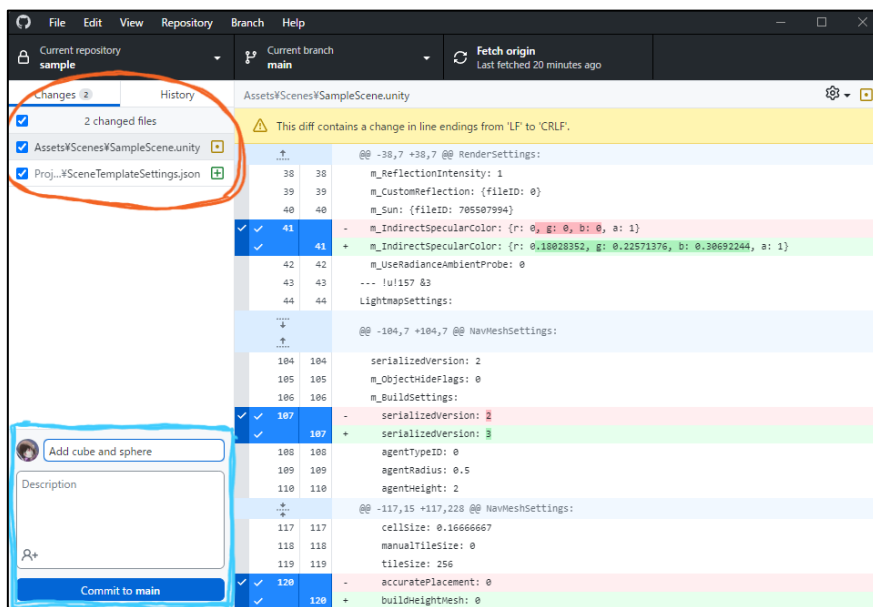 File Edit View Repository Branch Help
Current repository
sample
Current branch
main
Fetch origin
Last fetched 20 minutes ago
Changes 2 History
2 changed files
Assets¥Scenes¥SampleScene.unity
Proj...¥SceneTemplateSettings.json
Add cube and sphere
Description
Commit to main
Assets¥Scenes¥SampleScene.unity
This diff contains a change in line endings from 'LF' to 'CRLF'.
@@ -38,7 +38,7 @@ RenderSettings:
38 38 m_ReflectionIntensity: 1
39 39 m_CustomReflection: {fileID: 0}
40 40 m_Sun: {fileID: 705507994}
41 - m_IndirectSpecularColor: {r: 0, g: 0, b: 0, a: 1}
41 + m_IndirectSpecularColor: {r: 0.18028352, g: 0.22571376, b: 0.30692244, a: 1}
42 42 m_UseRadianceAmbientProbe: 0
43 43 --- !u!157 &3
44 44 LightmapSettings:
@@ -104,7 +104,7 @@ NavMeshSettings:
104 104 serializedVersion: 2
105 105 m_ObjectHideFlags: 0
106 106 m_BuildSettings:
107 - serializedVersion: 2
107 + serializedVersion: 3
108 108 agentTypeID: 0
109 109 agentRadius: 0.5
110 110 agentHeight: 2
@@ -117,15 +117,228 @@ NavMeshSettings:
117 117 cellSize: 0.16666667
118 118 manualTileSize: 0
119 119 tileSize: 256
120 - accuratePlacement: 0
120 + buildHeightMesh: 0